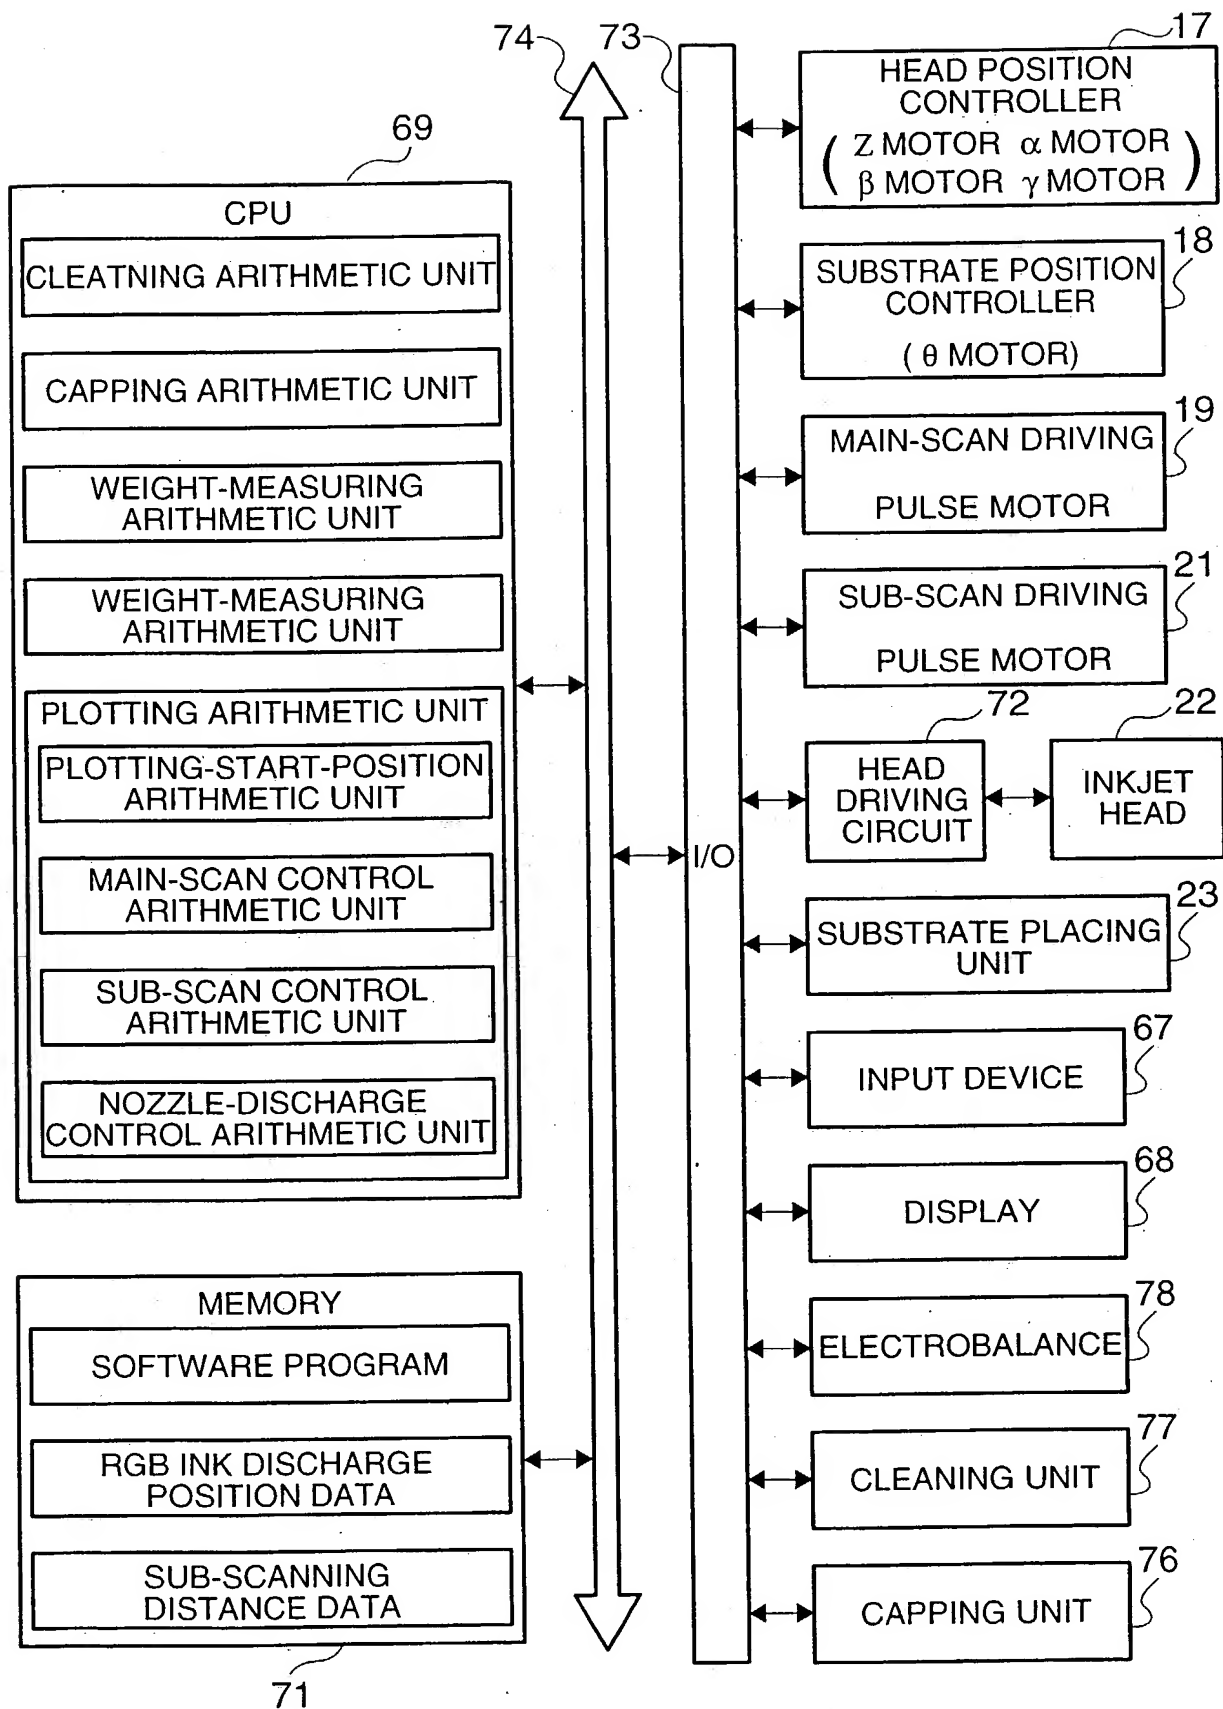 74
73
17
HEAD POSITION
CONTROLLER
( Z MOTOR α MOTOR
β MOTOR γ MOTOR )
69
CPU
CLEATNING ARITHMETIC UNIT
CAPPING ARITHMETIC UNIT
WEIGHT-MEASURING
ARITHMETIC UNIT
WEIGHT-MEASURING
ARITHMETIC UNIT
PLOTTING ARITHMETIC UNIT
PLOTTING-START-POSITION
ARITHMETIC UNIT
MAIN-SCAN CONTROL
ARITHMETIC UNIT
SUB-SCAN CONTROL
ARITHMETIC UNIT
NOZZLE-DISCHARGE
CONTROL ARITHMETIC UNIT
MEMORY
SOFTWARE PROGRAM
RGB INK DISCHARGE
POSITION DATA
SUB-SCANNING
DISTANCE DATA
71
I/O
18
SUBSTRATE POSITION
CONTROLLER
( θ MOTOR)
19
MAIN-SCAN DRIVING
PULSE MOTOR
21
SUB-SCAN DRIVING
PULSE MOTOR
72
HEAD
DRIVING
CIRCUIT
22
INKJET
HEAD
23
SUBSTRATE PLACING
UNIT
67
INPUT DEVICE
68
DISPLAY
78
ELECTROBALANCE
77
CLEANING UNIT
76
CAPPING UNIT